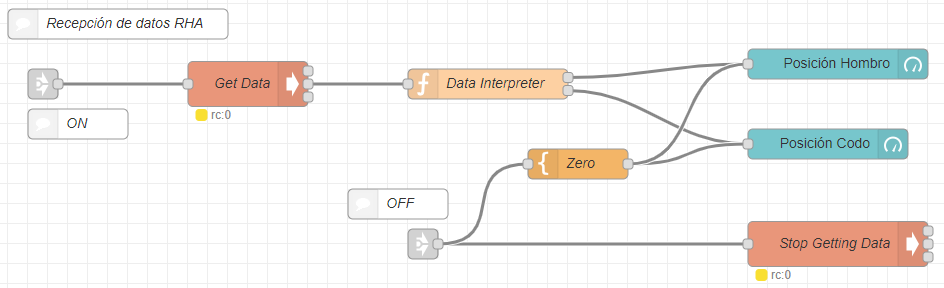 Recepción de datos RHA
Get Data
Data Interpreter
Posición Hombro
rc:0
ON
Posición Codo
Zero
OFF
Stop Getting Data
rc:0